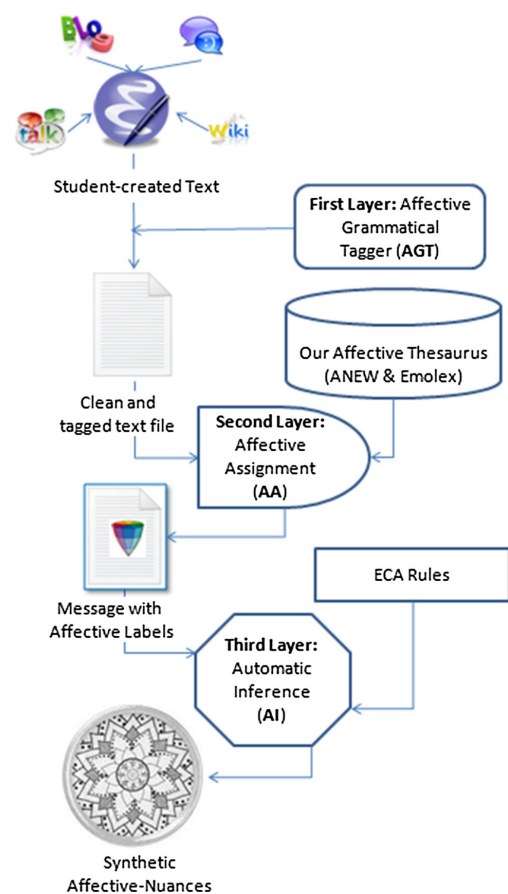 BLOG
talk
Wiki
Student-created Text
First Layer: Affective
Grammatical
Tagger (AGT)
Our Affective Thesaurus
(ANEW & Emolex)
Clean and
tagged text file
Second Layer:
Affective
Assignment
(AA)
ECA Rules
Message with
Affective Labels
Third Layer:
Automatic
Inference
(AI)
Synthetic
Affective-Nuances